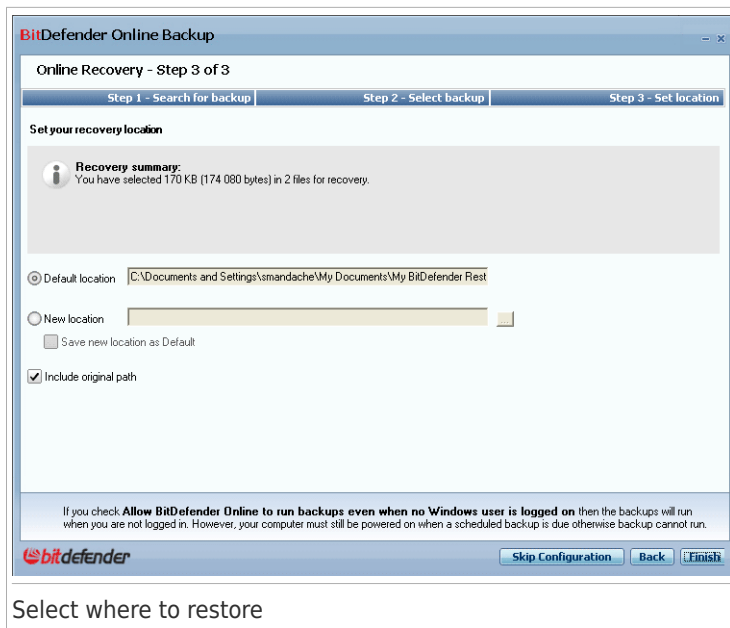 BitDefender Online Backup
Online Recovery - Step 3 of 3
Step 1 - Search for backup Step 2 - Select backup Step 3 - Set location
Set your recovery location
Recovery summary:
You have selected 170 KB (174 080 bytes) in 2 files for recovery.
Default location C:\Documents and Settings\smandache\My Documents\My BitDefender Rest
New location ...
Save new location as Default
Include original path
If you check Allow BitDefender Online to run backups even when no Windows user is logged on then the backups will run
when you are not logged in. However, your computer must still be powered on when a scheduled backup is due otherwise backup cannot run.
bitdefender Skip Configuration Back Finish
Select where to restore